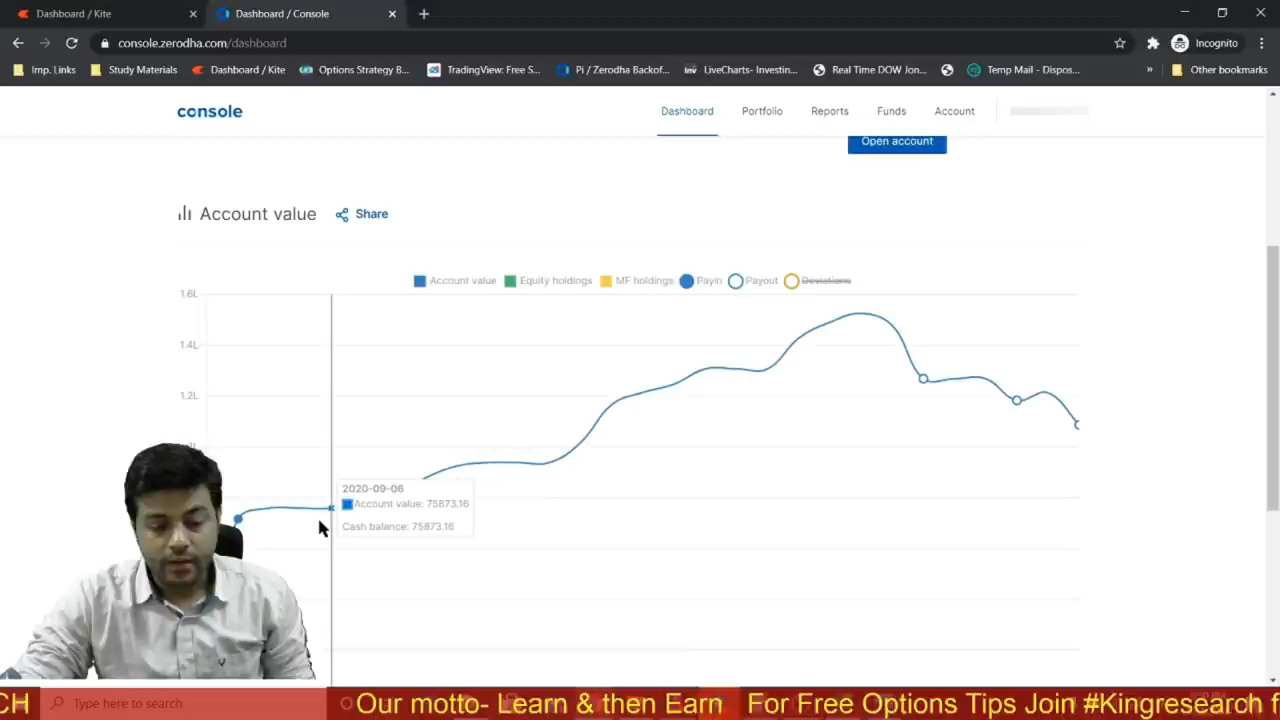 Dashboard / Kite
Dashboard / Console
console.zerodha.com/dashboard
Incognito
Imp. Links
Study Materials
Dashboard / Kite
Options Strategy B...
TradingView: Free S...
Pi / Zerodha Backof...
LiveCharts- Investin...
Real Time DOW Jon...
Temp Mail - Dispos...
»
Other bookmarks
console
Dashboard
Portfolio
Reports
Funds
Account
Open account
Account value
Share
Account value
Equity holdings
MF holdings
Payin
Payout
Deviations
1.6L
1.4L
1.2L
2020-09-06
Account value: 75873.16
Cash balance: 75873.16
CH
Type here to search
Our motto- Learn & then Earn
For Free Options Tips Join #Kingresearch